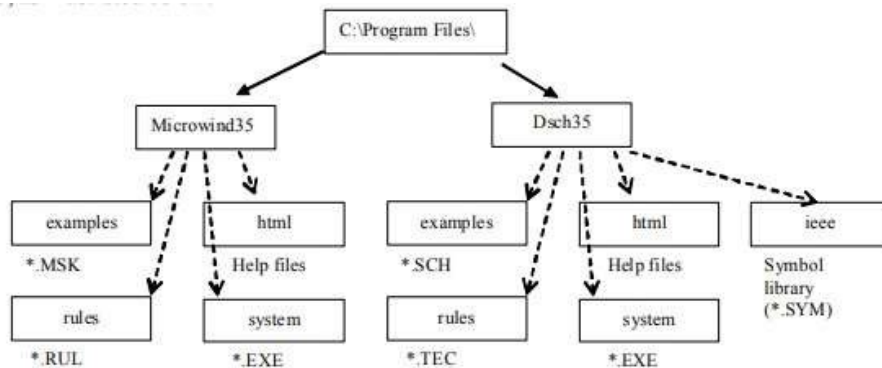 C:\Program Files\
Microwind35
Dsch35
examples
html
examples
html
ieee
*.MSK
Help files
*.SCH
Help files
Symbol
library
(*.SYM)
rules
system
rules
system
*.RUL
*.EXE
*.TEC
*.EXE